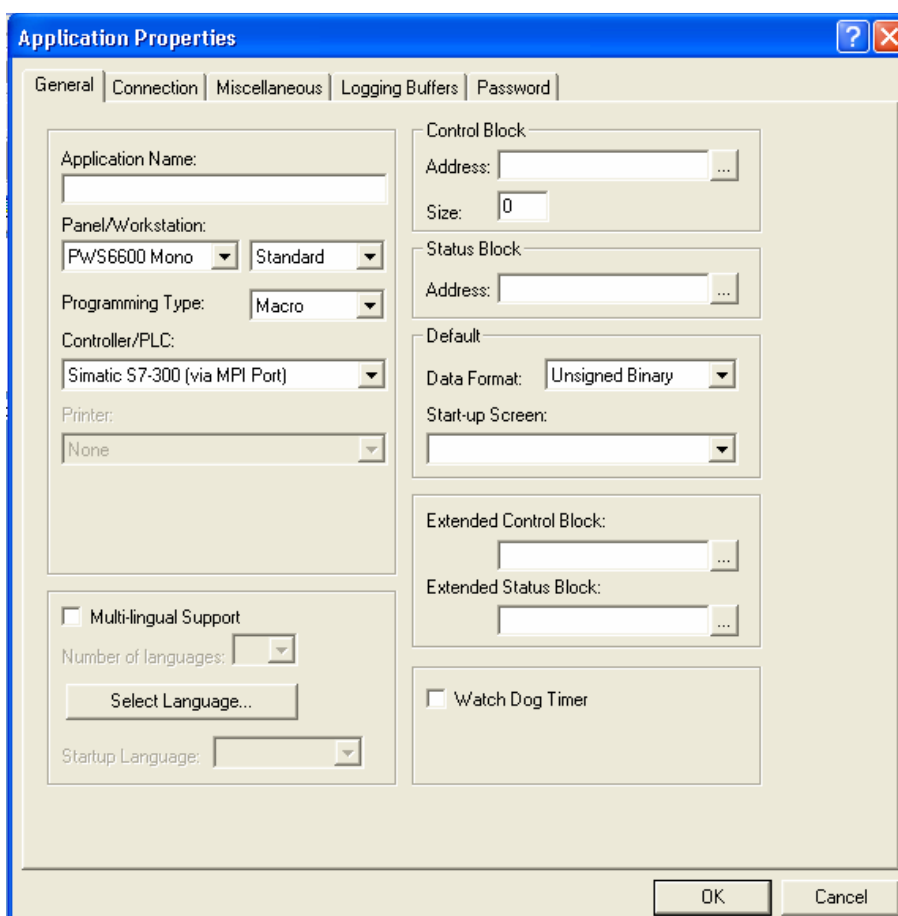 Application Properties
General
Connection
Miscellaneous
Logging Buffers
Password
Application Name:
Panel/Workstation:
PWS6600 Mono
Standard
Programming Type:
Macro
Controller/PLC:
Simatic S7-300 (via MPI Port)
Printer:
None
Multi-lingual Support
Number of languages:
Select Language...
Startup Language:
Control Block
Address:
...
Size:
0
Status Block
Address:
...
Default
Data Format:
Unsigned Binary
Start-up Screen:
Extended Control Block:
...
Extended Status Block:
...
Watch Dog Timer
OK
Cancel